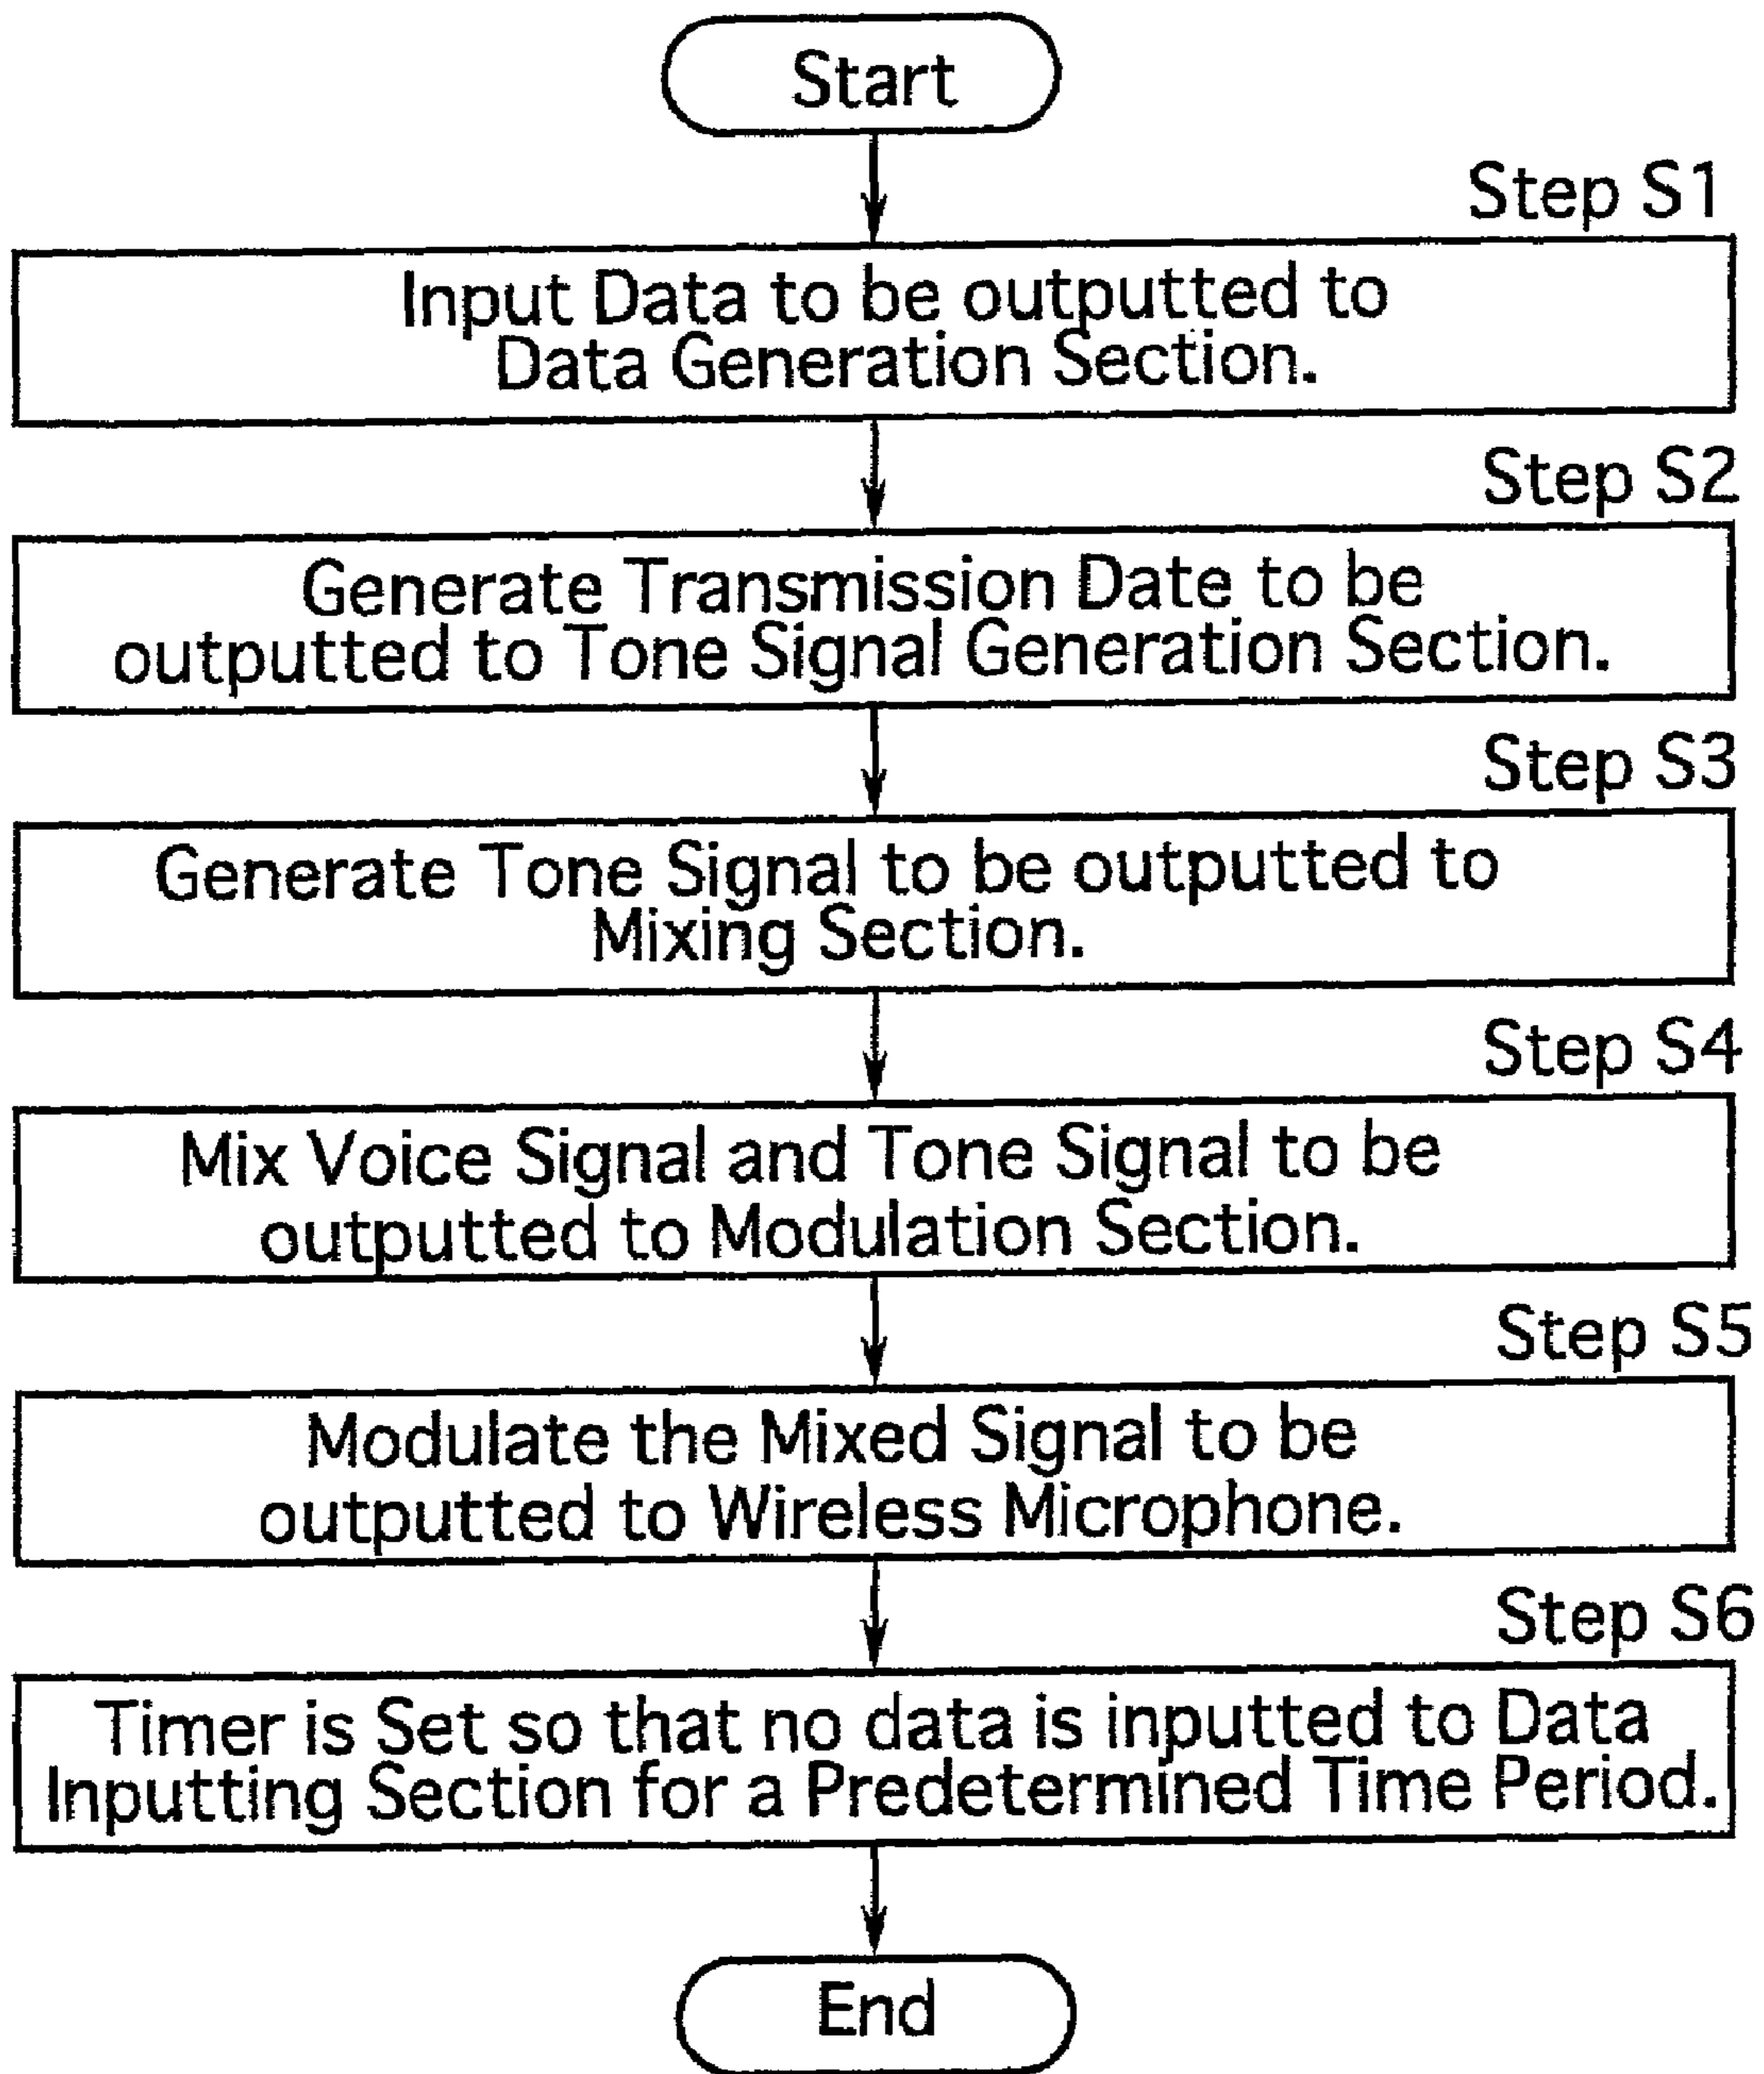 Start
Step S1
Input Data to be outputted to
Data Generation Section.
Step S2
Generate Transmission Date to be
outputted to Tone Signal Generation Section.
Step S3
Generate Tone Signal to be outputted to
Mixing Section.
Step S4
Mix Voice Signal and Tone Signal to be
outputted to Modulation Section.
Step S5
Modulate the Mixed Signal to be
outputted to Wireless Microphone.
Step S6
Timer is Set so that no data is inputted to Data
Inputting Section for a Predetermined Time Period.
End